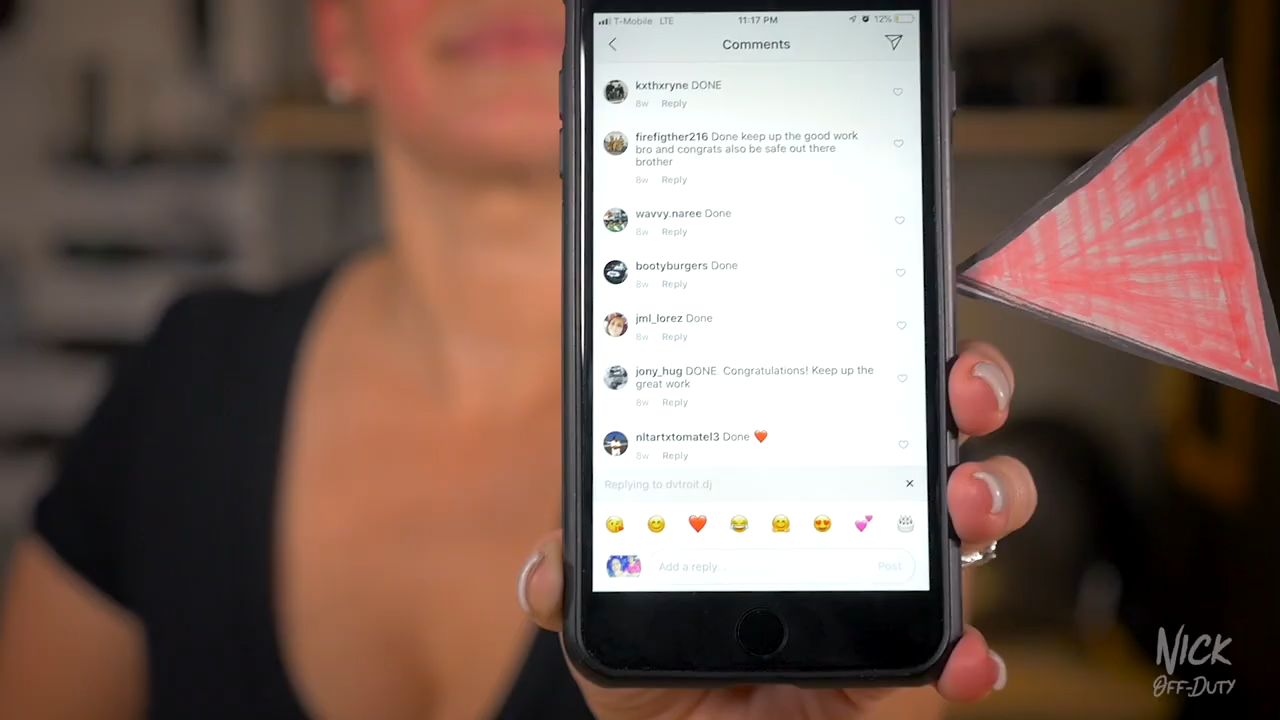 T-Mobile LTE 11:17 PM 12%
Comments
kxthxryne DONE
8w Reply
firefigther216 Done keep up the good work
bro and congrats also be safe out there
brother
8w Reply
wavvy.naree Done
8w Reply
bootyburgers Done
8w Reply
jml_lorez Done
8w Reply
jony_hug DONE. Congratulations! Keep up the
great work
8w Reply
nltartxtomatel3 Done ❤️
8w Reply
Replying to dvtroit.dj
Add a reply... Post
NICK
OFF-DUTY